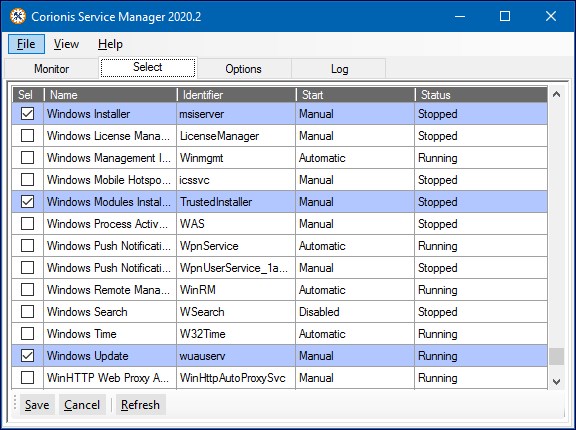 Corionis Service Manager 2020.2
File View Help
Monitor Select Options Log
Sel Name Identifier Start Status
Windows Installer msiserver Manual Stopped
Windows License Mana... LicenseManager Manual Stopped
Windows Management I... Winmgmt Automatic Running
Windows Mobile Hotspo... icssvc Manual Stopped
Windows Modules Instal... TrustedInstaller Manual Stopped
Windows Process Activ... WAS Manual Stopped
Windows Push Notificati... WpnService Automatic Running
Windows Push Notificati... WpnUserService_1a... Manual Stopped
Windows Remote Mana... WinRM Automatic Running
Windows Search WSearch Disabled Stopped
Windows Time W32Time Automatic Running
Windows Update wuauserv Manual Running
WinHTTP Web Proxy A... WinHttpAutoProxySvc Manual Running
Save Cancel Refresh